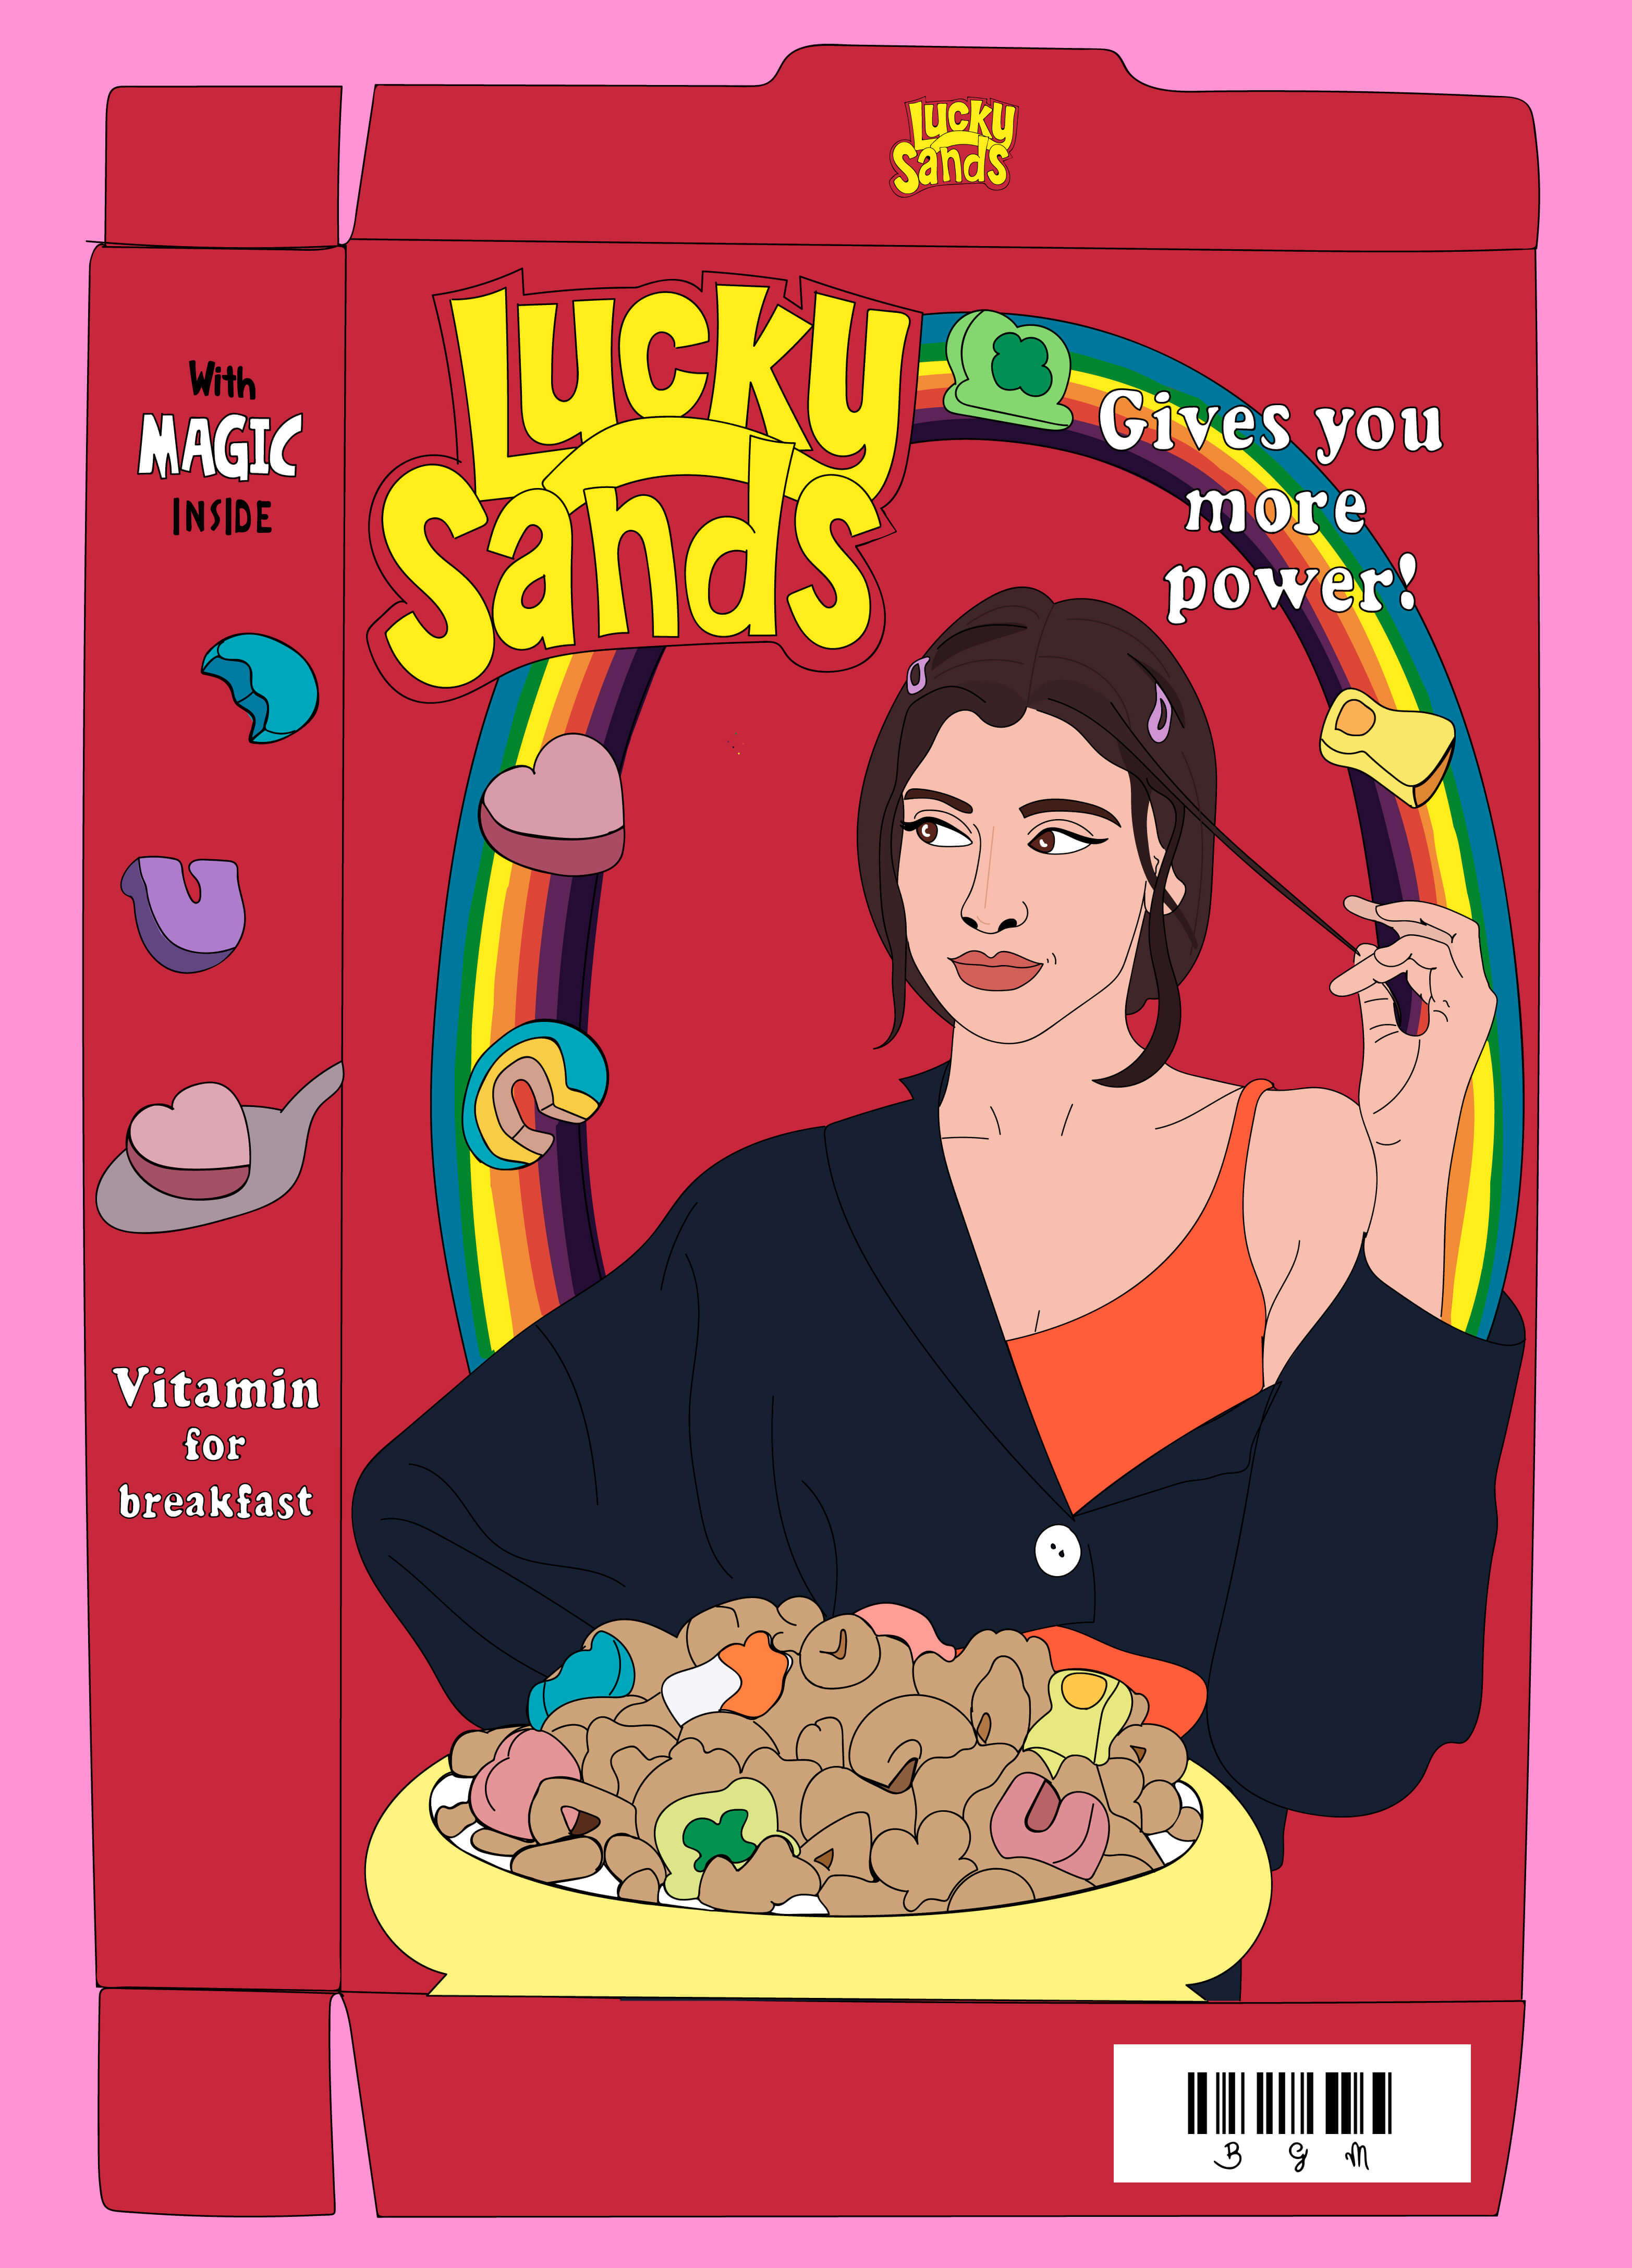 Lucky
Sands
Lucky
Sands
Gives you
more
power!
With
MAGIC
INSIDE
Vitamin
for
breakfast
B G M